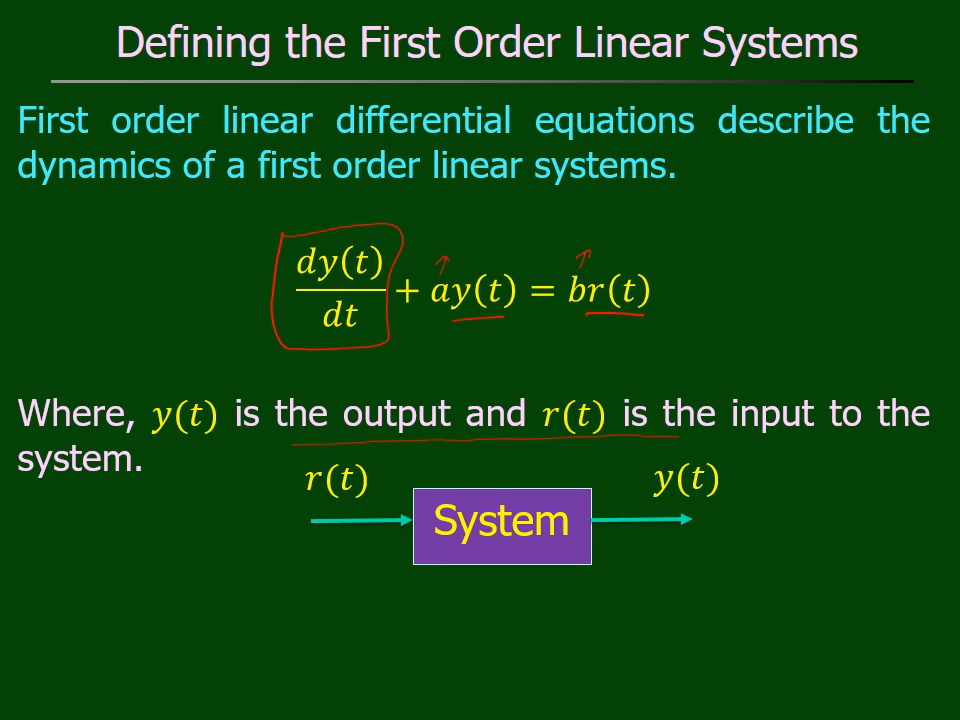 Defining the First Order Linear Systems
First order linear differential equations describe the
dynamics of a first order linear systems.
dy(t)/dt + ay(t) = br(t)
Where, y(t) is the output and r(t) is the input to the
system.
r(t) y(t)
System